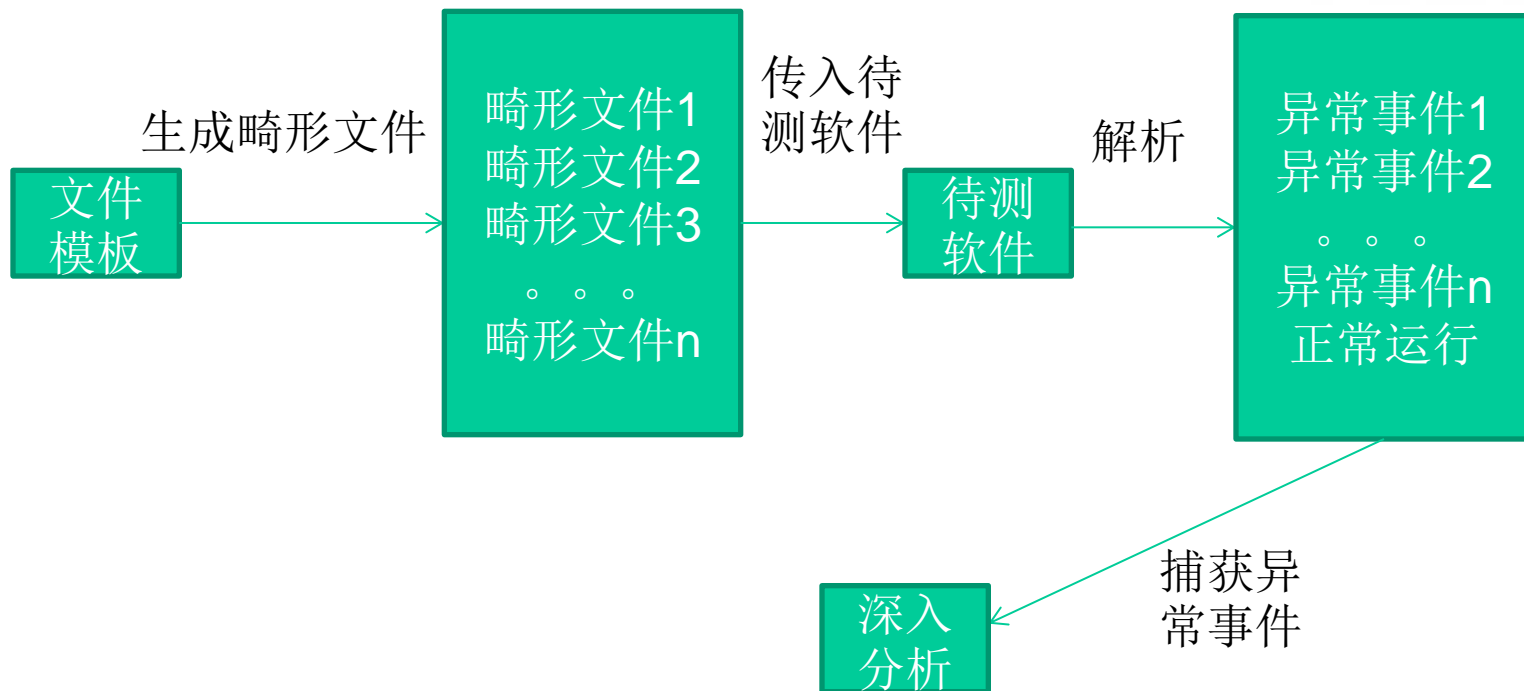 文件
模板
生成畸形文件
畸形文件1
畸形文件2
畸形文件3
。。。
畸形文件n
传入待
测软件
待测
软件
解析
异常事件1
异常事件2
。。。
异常事件n
正常运行
捕获异
常事件
深入
分析